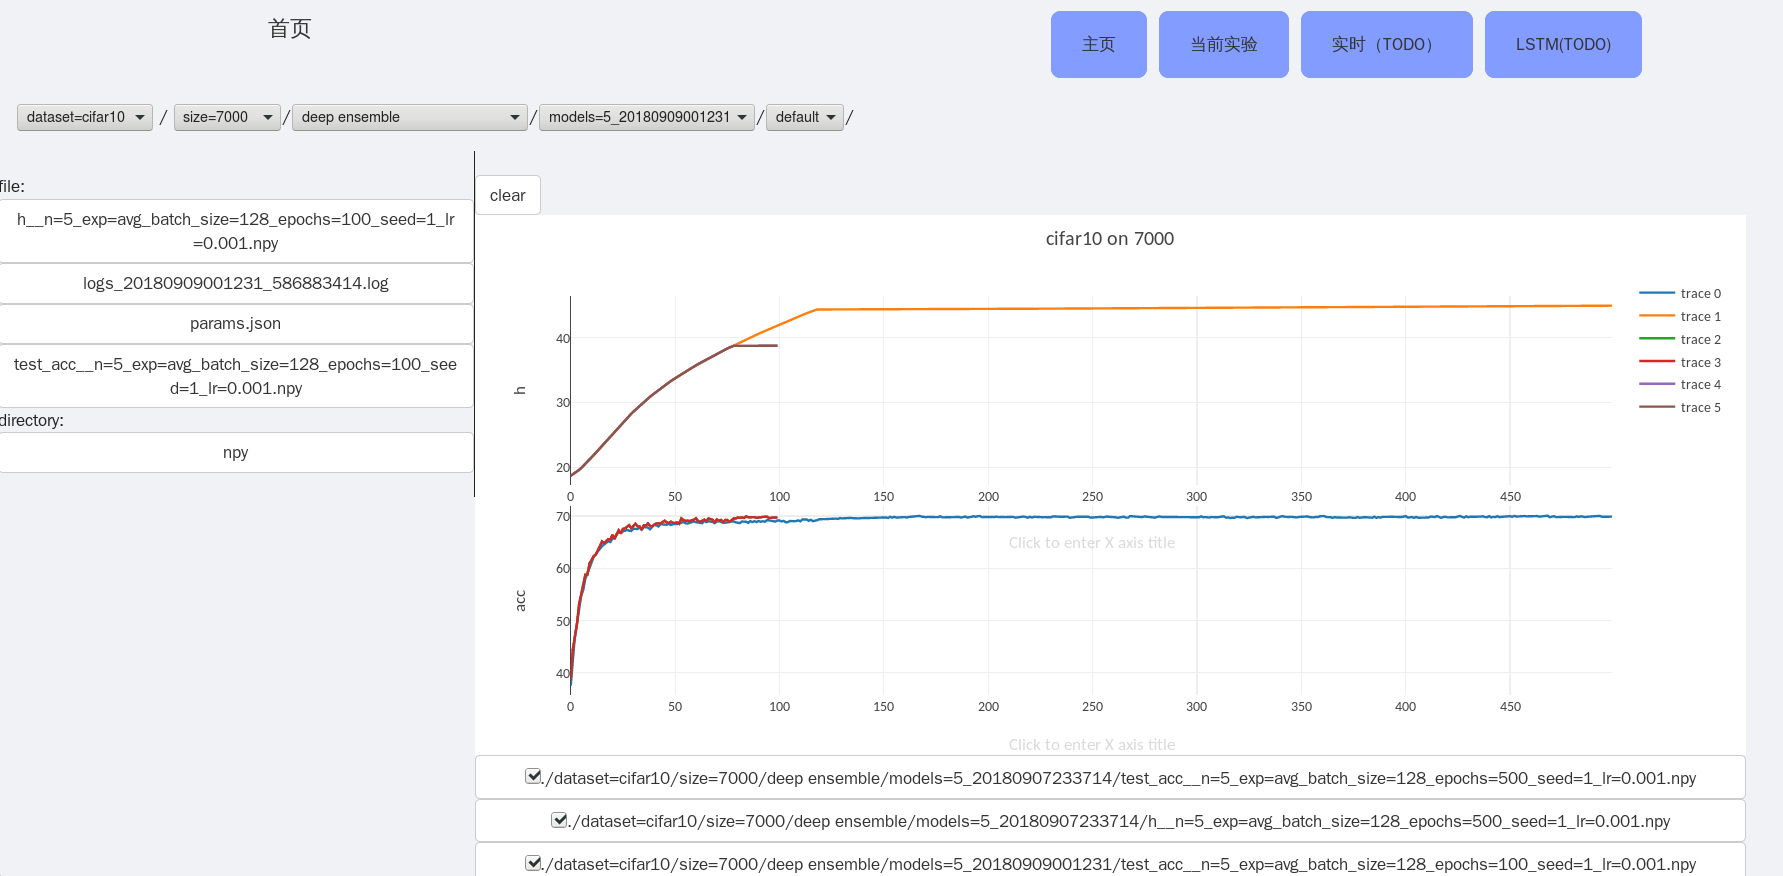 首页
主页
当前实验
实时（TODO）
LSTM(TODO)
dataset=cifar10 / size=7000 / deep ensemble / models=5_20180909001231 / default /
file:
h__n=5_exp=avg_batch_size=128_epochs=100_seed=1_lr
=0.001.npy
logs_20180909001231_586883414.log
params.json
test_acc__n=5_exp=avg_batch_size=128_epochs=100_see
d=1_lr=0.001.npy
directory:
npy
clear
cifar10 on 7000
h
40
30
20
0 50 100 150 200 250 300 350 400 450
trace 0
trace 1
trace 2
trace 3
trace 4
trace 5
Click to enter X axis title
acc
70
60
50
40
0 50 100 150 200 250 300 350 400 450
Click to enter X axis title
./dataset=cifar10/size=7000/deep ensemble/models=5_20180907233714/test_acc__n=5_exp=avg_batch_size=128_epochs=500_seed=1_lr=0.001.npy
./dataset=cifar10/size=7000/deep ensemble/models=5_20180907233714/h__n=5_exp=avg_batch_size=128_epochs=500_seed=1_lr=0.001.npy
./dataset=cifar10/size=7000/deep ensemble/models=5_20180909001231/test_acc__n=5_exp=avg_batch_size=128_epochs=100_seed=1_lr=0.001.npy